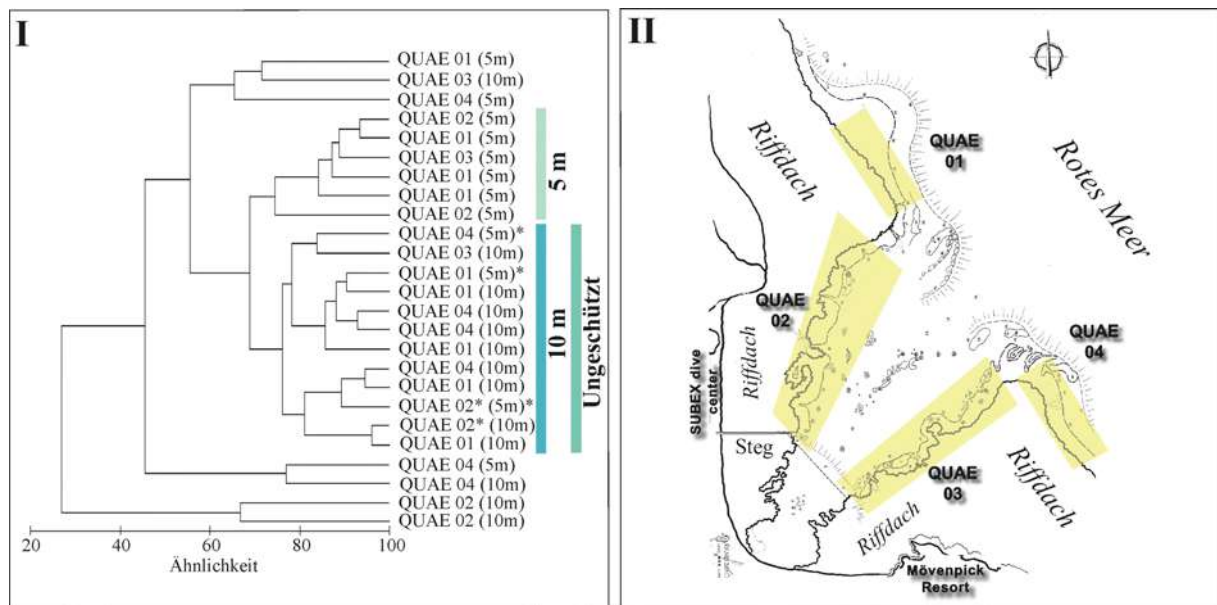 I
QUAE 01 (5m)
QUAE 03 (10m)
QUAE 04 (5m)
QUAE 02 (5m)
QUAE 01 (5m)
QUAE 03 (5m)
QUAE 01 (5m)
QUAE 01 (5m)
QUAE 02 (5m)
QUAE 04 (5m)*
QUAE 03 (10m)
QUAE 01 (5m)*
QUAE 01 (10m)
QUAE 04 (10m)
QUAE 04 (10m)
QUAE 01 (10m)
QUAE 04 (10m)
QUAE 01 (10m)
QUAE 02* (5m)*
QUAE 02* (10m)
QUAE 01 (10m)
QUAE 04 (5m)
QUAE 04 (10m)
QUAE 02 (10m)
QUAE 02 (10m)
5 m
10 m
Ungeschützt
20 40 60 80 100
Ähnlichkeit
II
Riffdach
QUAE
01
Rotes Meer
QUAE
02
QUAE
04
Riffdach
SUBEX dive
center
Steg
QUAE
03
Riffdach
Riffdach
Mövenpick
Resort